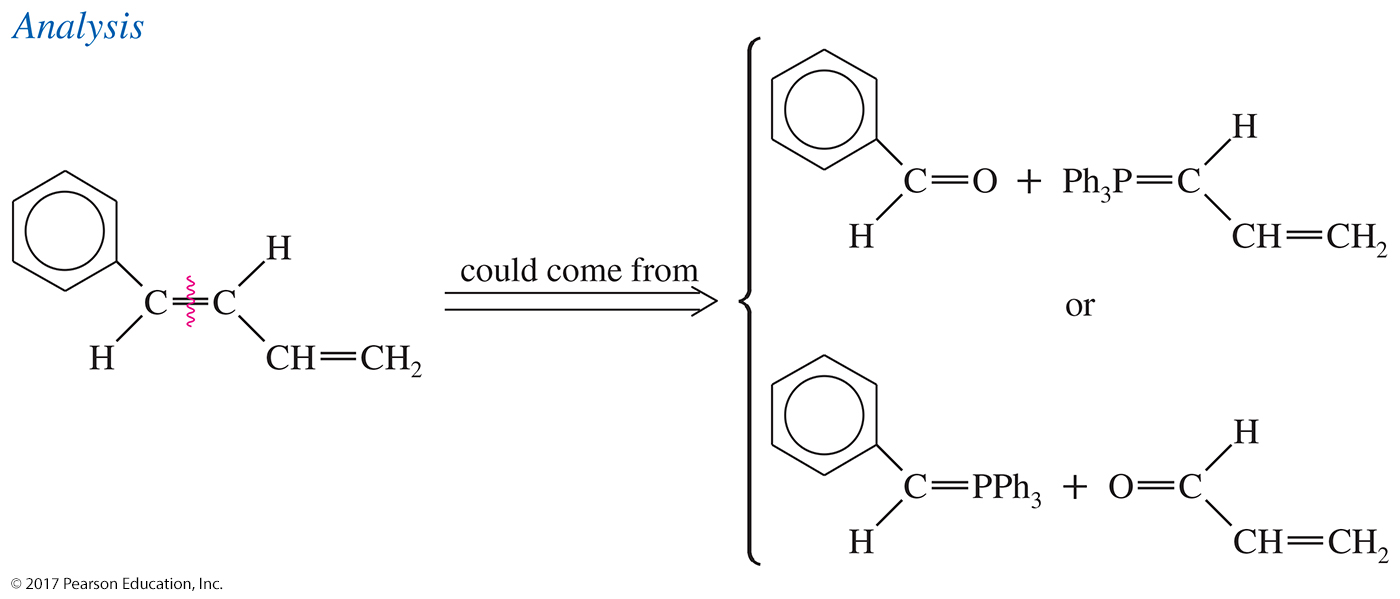 Analysis
H
C=C
H
CH=CH₂
could come from
H
C=O + Ph₃P=C
H
CH=CH₂
or
H
C=PPh₃ + O=C
H
CH=CH₂
© 2017 Pearson Education, Inc.